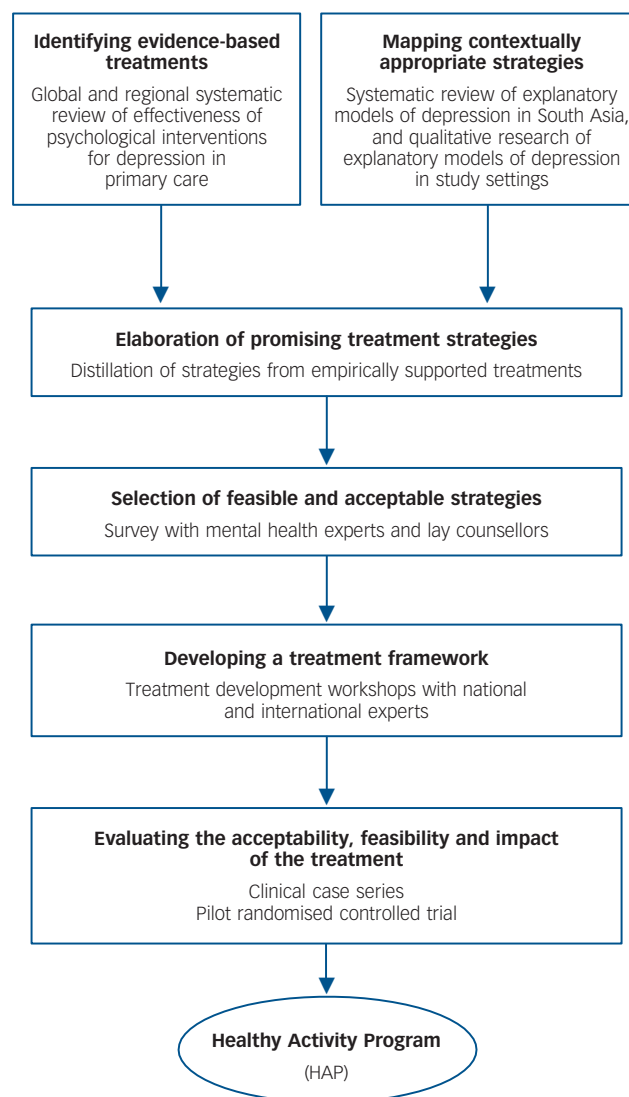 Identifying evidence-based
treatments
Global and regional systematic
review of effectiveness of
psychological interventions
for depression in
primary care
Mapping contextually
appropriate strategies
Systematic review of explanatory
models of depression in South Asia,
and qualitative research of
explanatory models of depression
in study settings
Elaboration of promising treatment strategies
Distillation of strategies from empirically supported treatments
Selection of feasible and acceptable strategies
Survey with mental health experts and lay counsellors
Developing a treatment framework
Treatment development workshops with national
and international experts
Evaluating the acceptability, feasibility and impact
of the treatment
Clinical case series
Pilot randomised controlled trial
Healthy Activity Program
(HAP)